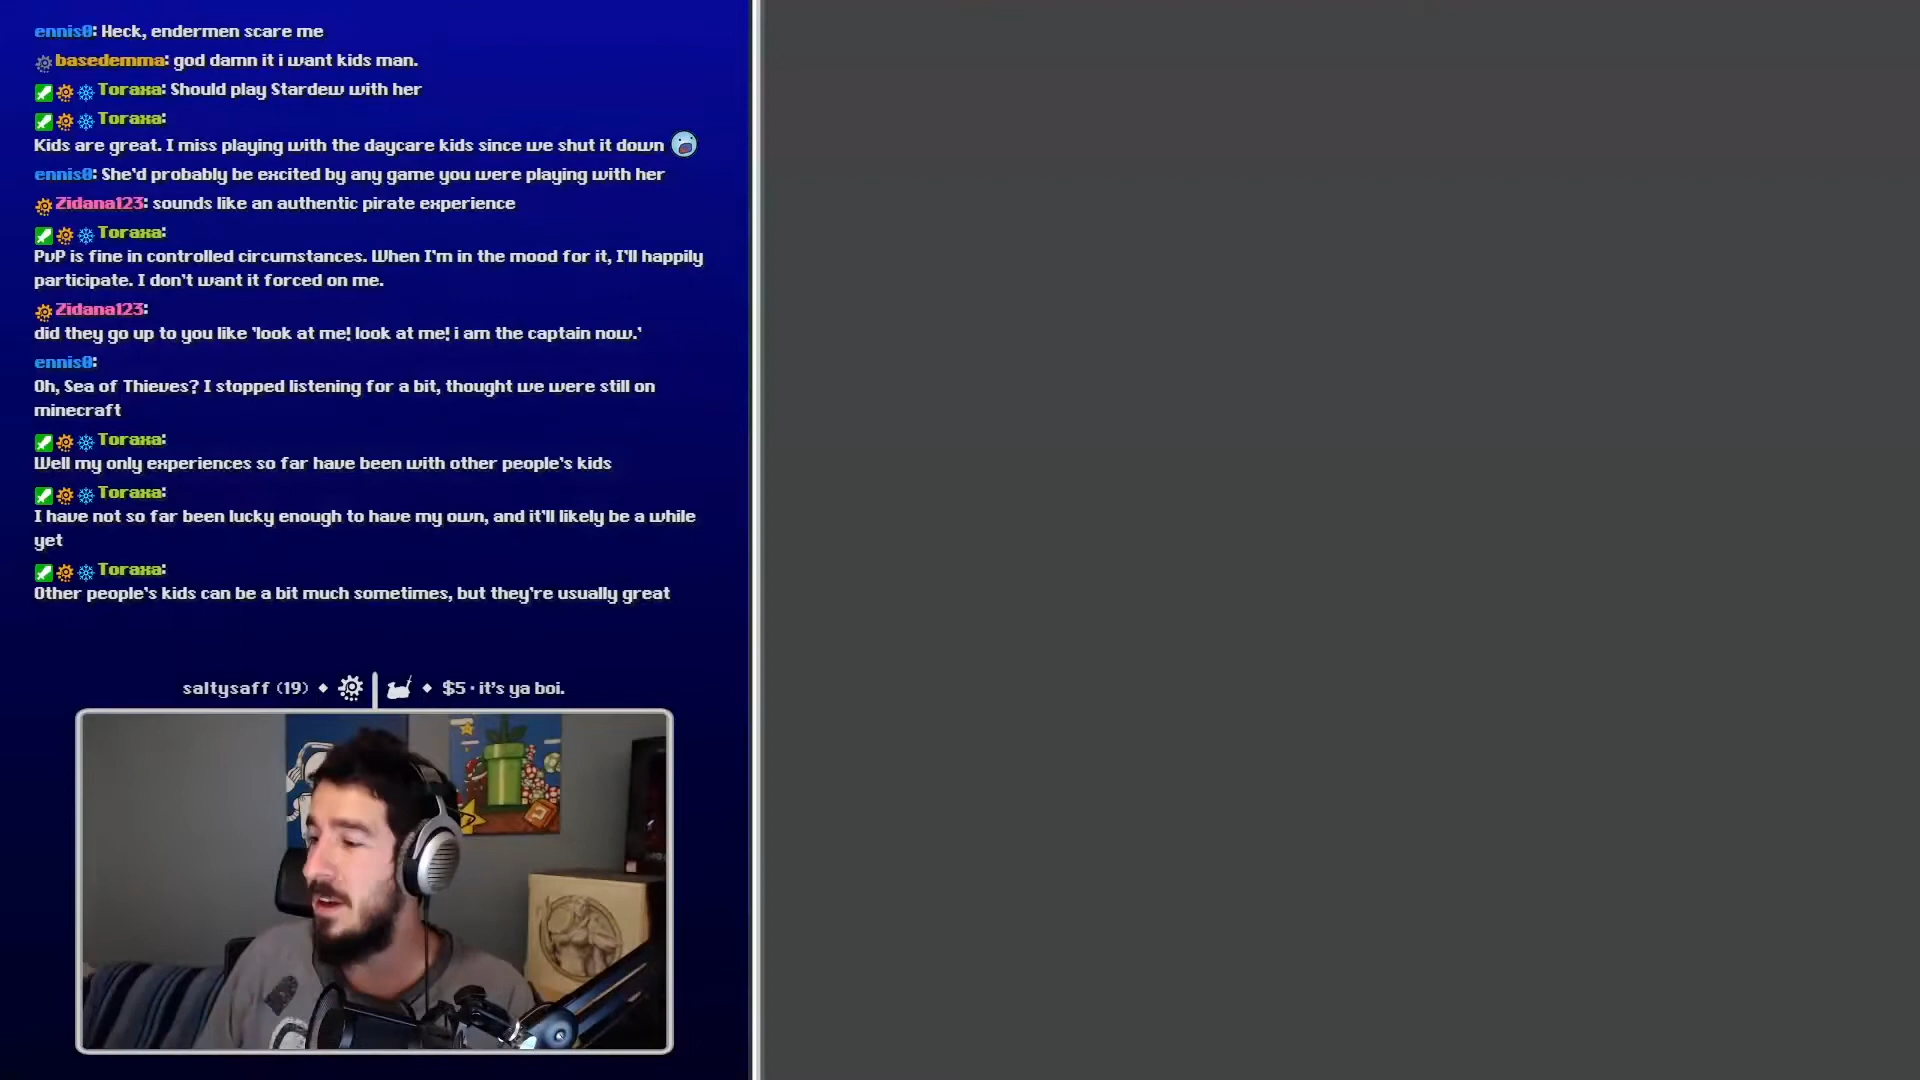 ennis0: Heck, endermen scare me
basedemma: god damn it i want kids man.
Toraxa: Should play Stardew with her
Toraxa:
Kids are great. I miss playing with the daycare kids since we shut it down
ennis0: She'd probably be excited by any game you were playing with her
Zidana123: sounds like an authentic pirate experience
Toraxa:
PvP is fine in controlled circumstances. When I'm in the mood for it, I'll happily
participate. I don't want it forced on me.
Zidana123:
did they go up to you like 'look at me! look at me! i am the captain now.'
ennis0:
Oh, Sea of Thieves? I stopped listening for a bit, thought we were still on
minecraft
Toraxa:
Well my only experiences so far have been with other people's kids
Toraxa:
I have not so far been lucky enough to have my own, and it'll likely be a while
yet
Toraxa:
Other people's kids can be a bit much sometimes, but they're usually great
saltysaff (19) ◆ ◆ $5 · it's ya boi.